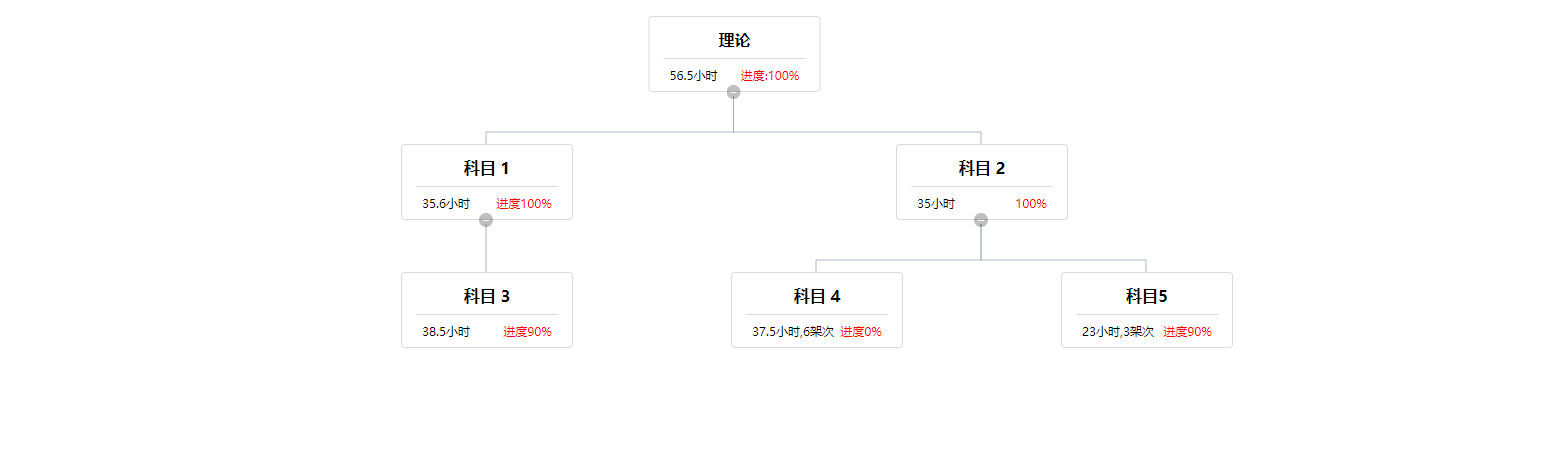 理论
56.5小时 进度:100%
科目 1
35.6小时 进度100%
科目 2
35小时 100%
科目 3
38.5小时 进度90%
科目 4
37.5小时,6架次 进度0%
科目5
23小时,3架次 进度90%